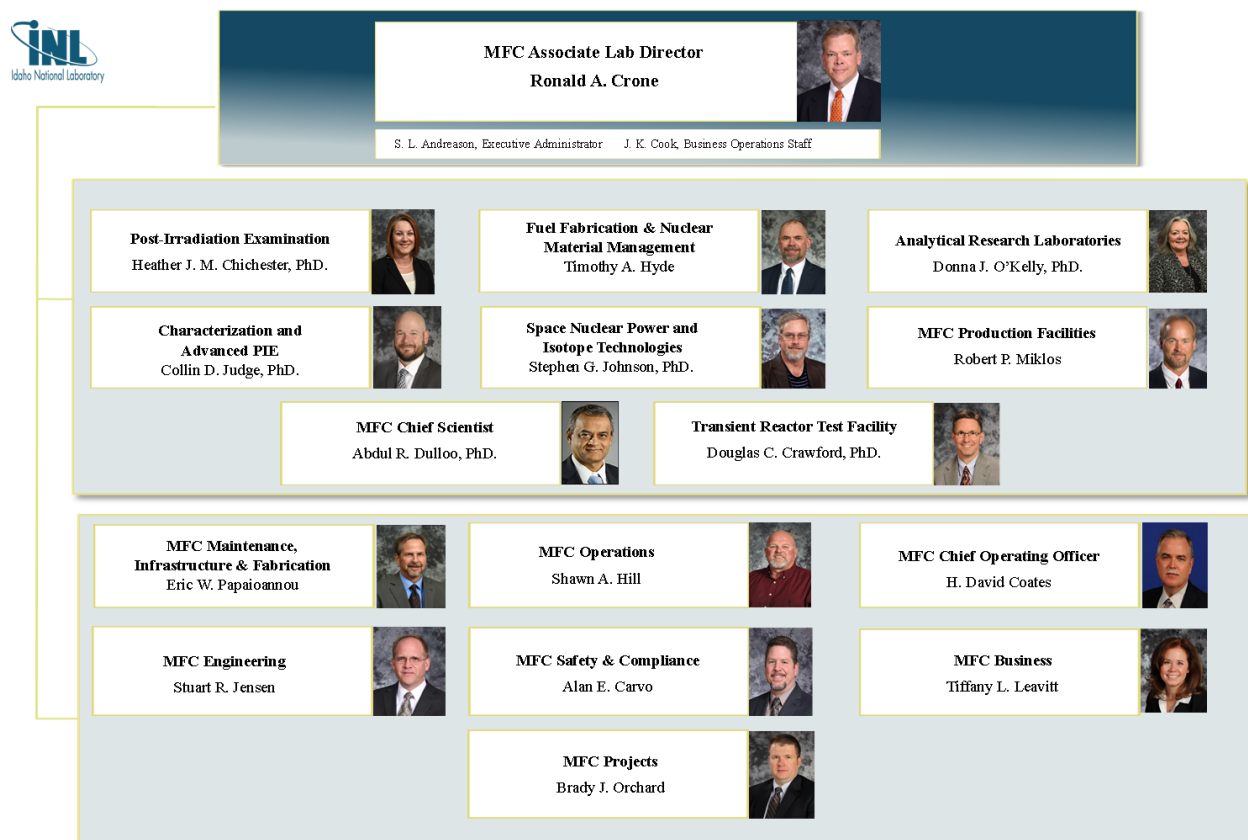 INL
Idaho National Laboratory
MFC Associate Lab Director
Ronald A. Crone
S. L. Andreason, Executive Administrator J. K. Cook, Business Operations Staff
Post-Irradiation Examination
Heather J. M. Chichester, PhD.
Fuel Fabrication & Nuclear
Material Management
Timothy A. Hyde
Analytical Research Laboratories
Donna J. O’Kelly, PhD.
Characterization and
Advanced PIE
Collin D. Judge, PhD.
Space Nuclear Power and
Isotope Technologies
Stephen G. Johnson, PhD.
MFC Production Facilities
Robert P. Miklos
MFC Chief Scientist
Abdul R. Dulloo, PhD.
Transient Reactor Test Facility
Douglas C. Crawford, PhD.
MFC Maintenance,
Infrastructure & Fabrication
Eric W. Papaioannou
MFC Operations
Shawn A. Hill
MFC Chief Operating Officer
H. David Coates
MFC Engineering
Stuart R. Jensen
MFC Safety & Compliance
Alan E. Carvo
MFC Business
Tiffany L. Leavitt
MFC Projects
Brady J. Orchard